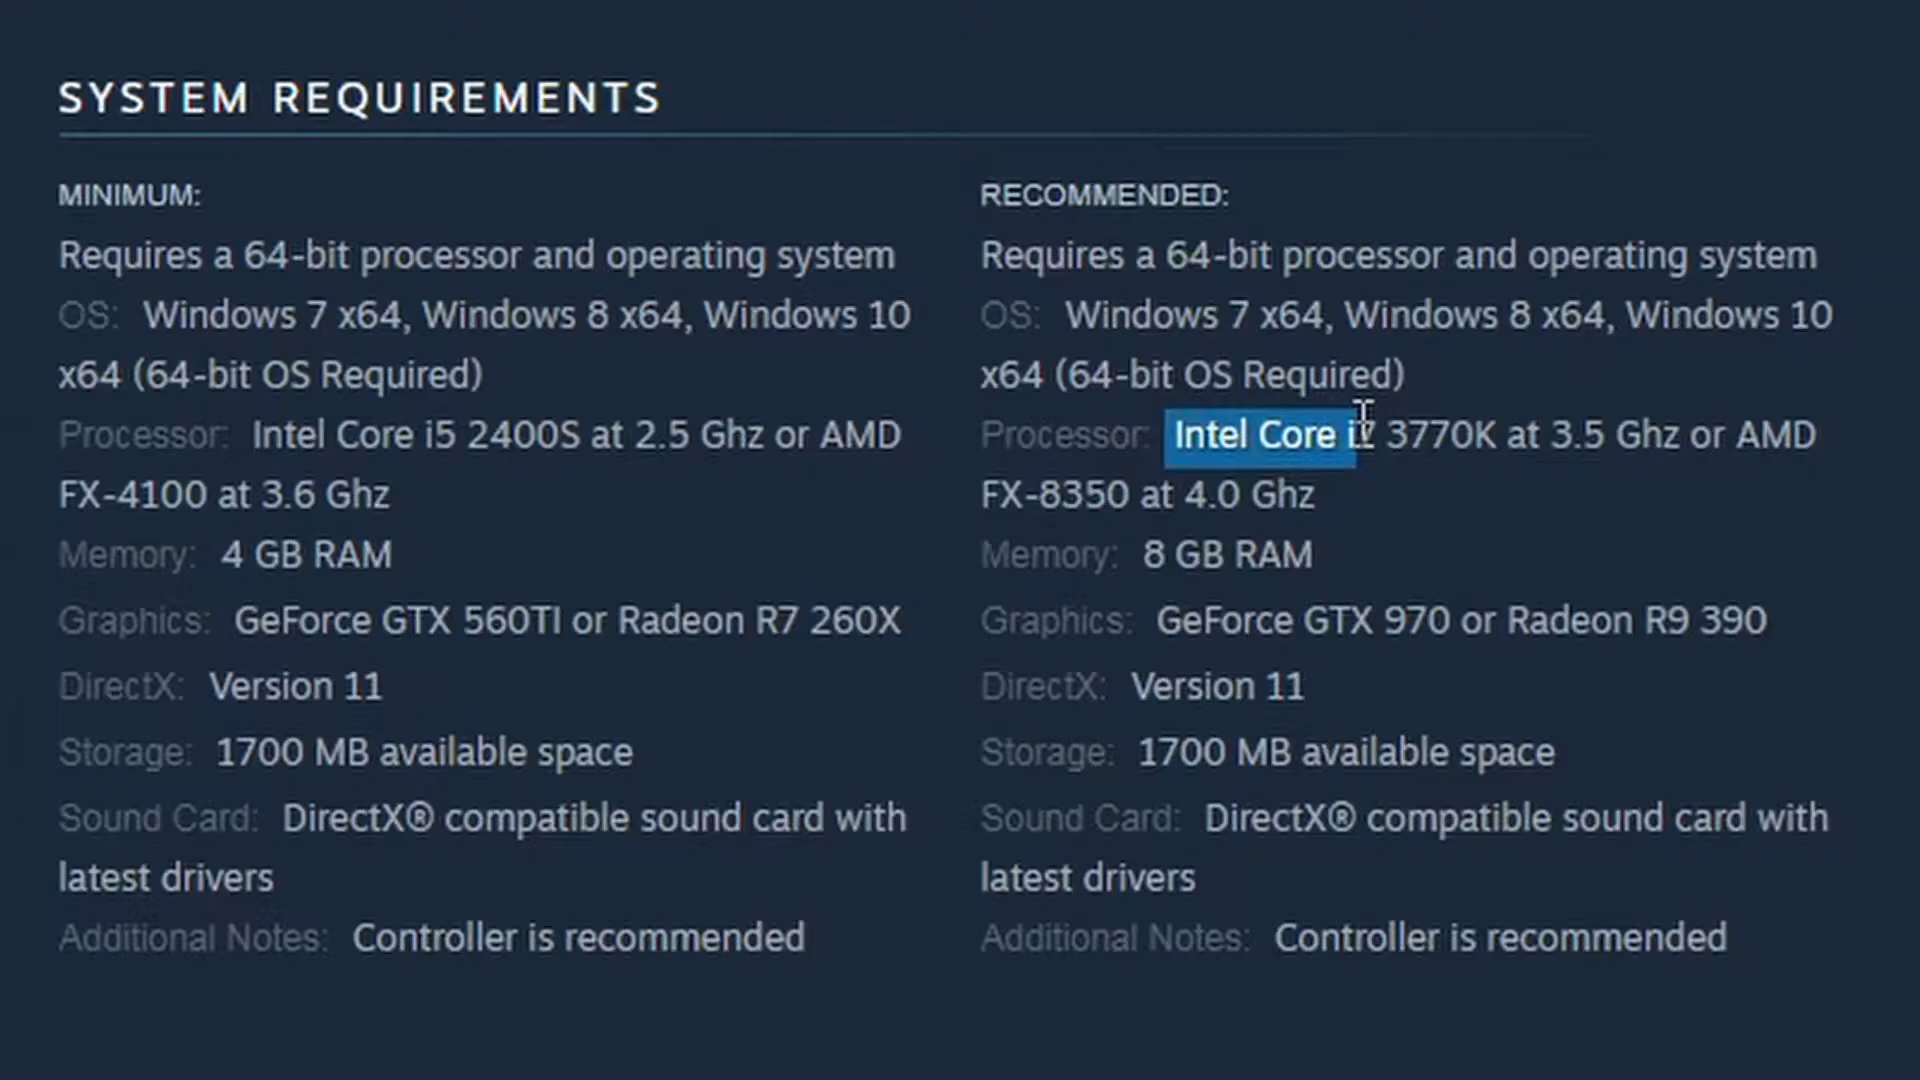 SYSTEM REQUIREMENTS
MINIMUM:
Requires a 64-bit processor and operating system
OS: Windows 7 x64, Windows 8 x64, Windows 10
x64 (64-bit OS Required)
Processor: Intel Core i5 2400S at 2.5 Ghz or AMD
FX-4100 at 3.6 Ghz
Memory: 4 GB RAM
Graphics: GeForce GTX 560TI or Radeon R7 260X
DirectX: Version 11
Storage: 1700 MB available space
Sound Card: DirectX® compatible sound card with
latest drivers
Additional Notes: Controller is recommended
RECOMMENDED:
Requires a 64-bit processor and operating system
OS: Windows 7 x64, Windows 8 x64, Windows 10
x64 (64-bit OS Required)
Processor: Intel Core i7 3770K at 3.5 Ghz or AMD
FX-8350 at 4.0 Ghz
Memory: 8 GB RAM
Graphics: GeForce GTX 970 or Radeon R9 390
DirectX: Version 11
Storage: 1700 MB available space
Sound Card: DirectX® compatible sound card with
latest drivers
Additional Notes: Controller is recommended